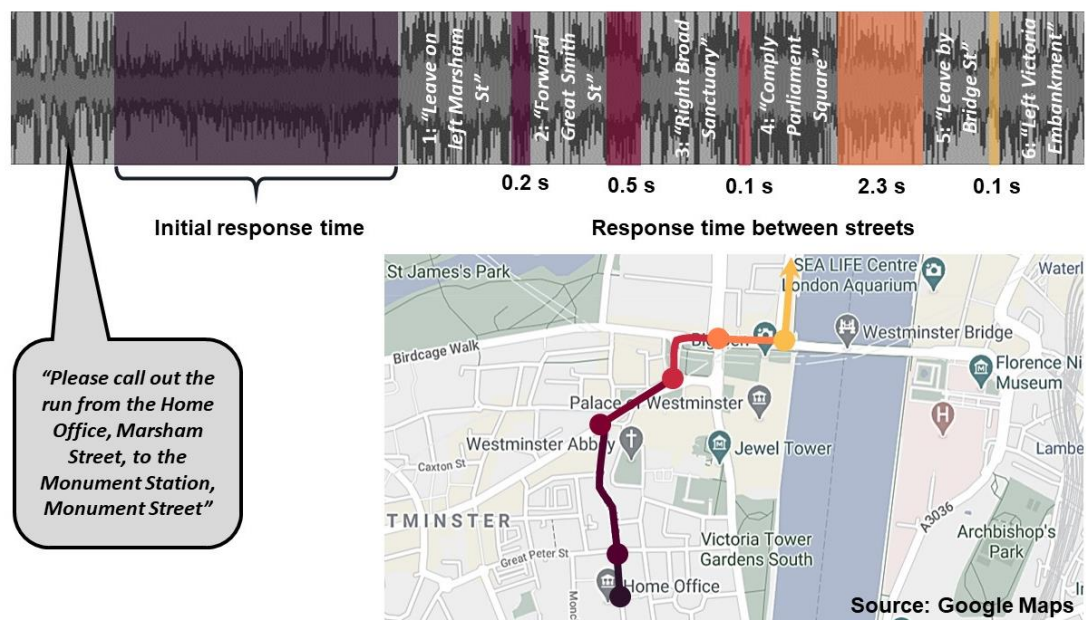 1: “Leave on
left Marsham
St”
2: “Forward
Great Smith
St”
3: “Right Broad
Sanctuary”
4: “Comply
Parliament
Square”
5: “Leave by
Bridge St”
6: “Left Victoria
Embankment”
0.2 s
0.5 s
0.1 s
2.3 s
0.1 s
Initial response time
Response time between streets
“Please call out the
run from the Home
Office, Marsham
Street, to the
Monument Station,
Monument Street”
St James's Park
SEA LIFE Centre
London Aquarium
Waterl
Birdcage Walk
Big Ben
Westminster Bridge
Florence Ni
Museum
Palace of Westminster
Westminster Abbey
Jewel Tower
Lambe
Caxton St
A3036
TMINSTER
Great Peter St
Victoria Tower
Gardens South
Archbishop's
Park
Home Office
Monc
H
Source: Google Maps